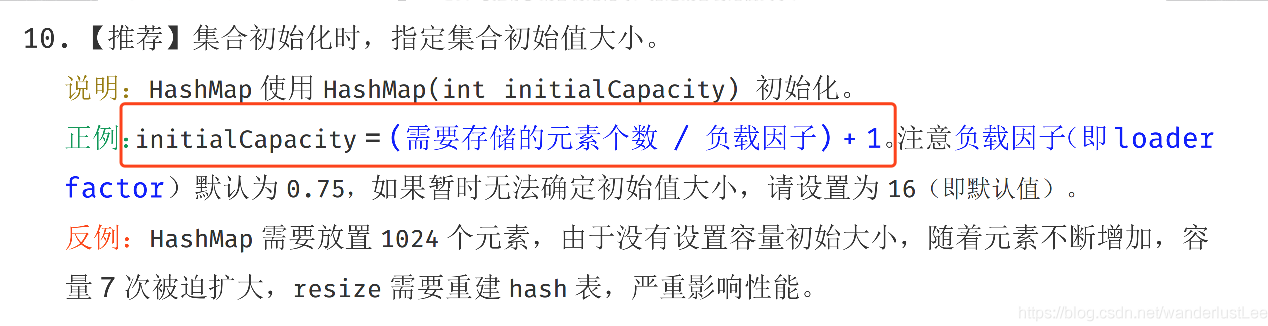 10.【推荐】集合初始化时，指定集合初始值大小。
说明：HashMap 使用 HashMap(int initialCapacity) 初始化。
正例：initialCapacity = (需要存储的元素个数 / 负载因子) + 1。注意负载因子（即 loader
factor）默认为 0.75，如果暂时无法确定初始值大小，请设置为 16（即默认值）。
反例：HashMap 需要放置 1024 个元素，由于没有设置容量初始大小，随着元素不断增加，容
量 7 次被迫扩大，resize 需要重建 hash 表，严重影响性能。
https://blog.csdn.net/wanderlustLee